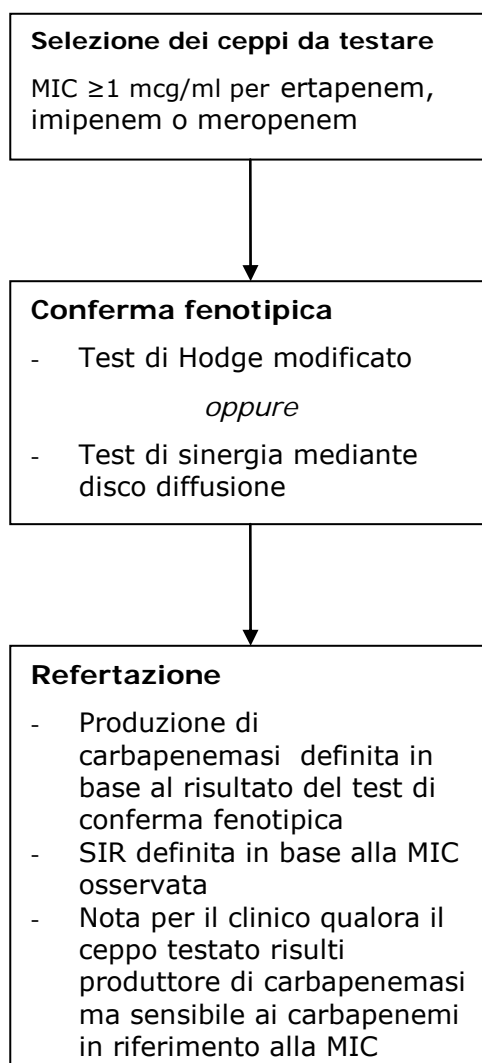 Selezione dei ceppi da testare
MIC ≥1 mcg/ml per ertapenem,
imipenem o meropenem
Conferma fenotipica
- Test di Hodge modificato
oppure
- Test di sinergia mediante
disco diffusione
Refertazione
- Produzione di
carbapenemasi definita in
base al risultato del test di
conferma fenotipica
- SIR definita in base alla MIC
osservata
- Nota per il clinico qualora il
ceppo testato risulti
produttore di carbapenemasi
ma sensibile ai carbapenemi
in riferimento alla MIC